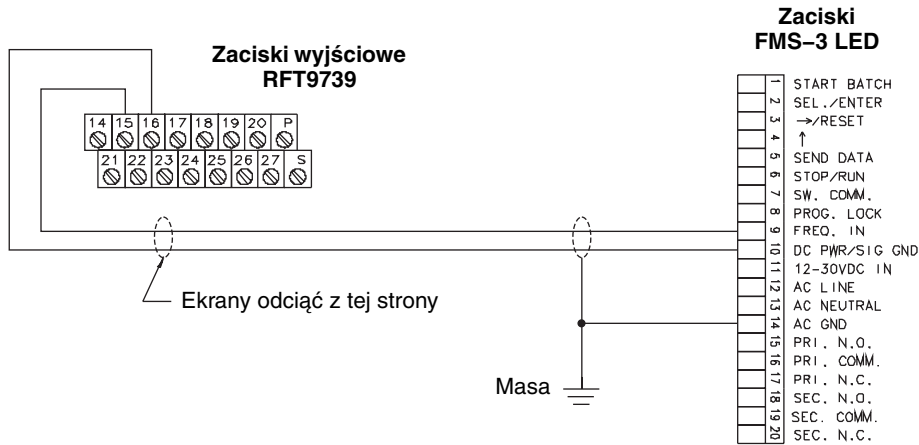 Zaciski wyjściowe
RFT9739
14 15 16 17 18 19 20 P
21 22 23 24 25 26 27 S
Ekrany odciąć z tej strony
Masa
Zaciski
FMS–3 LED
1 START BATCH
2 SEL./ENTER
3 →/RESET
4 ↑
5 SEND DATA
6 STOP/RUN
7 SW. COMM.
8 PROG. LOCK
9 FREQ. IN
10 DC PWR/SIG GND
11 12-30VDC IN
12 AC LINE
13 AC NEUTRAL
14 AC GND
15 PRI. N.O.
16 PRI. COMM.
17 PRI. N.C.
18 SEC. N.O.
19 SEC. COMM.
20 SEC. N.C.